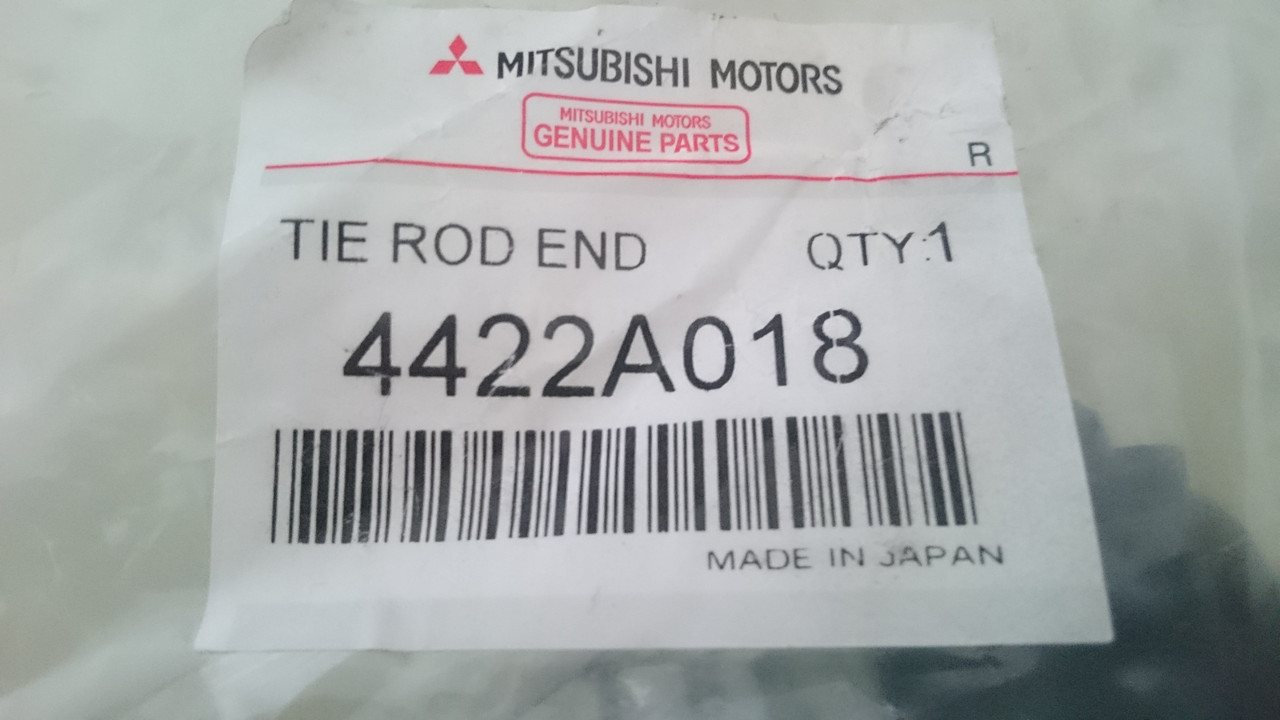 MITSUBISHI MOTORS
MITSUBISHI MOTORS
GENUINE PARTS
R
TIE ROD END QTY:1
4422A018
MADE IN JAPAN